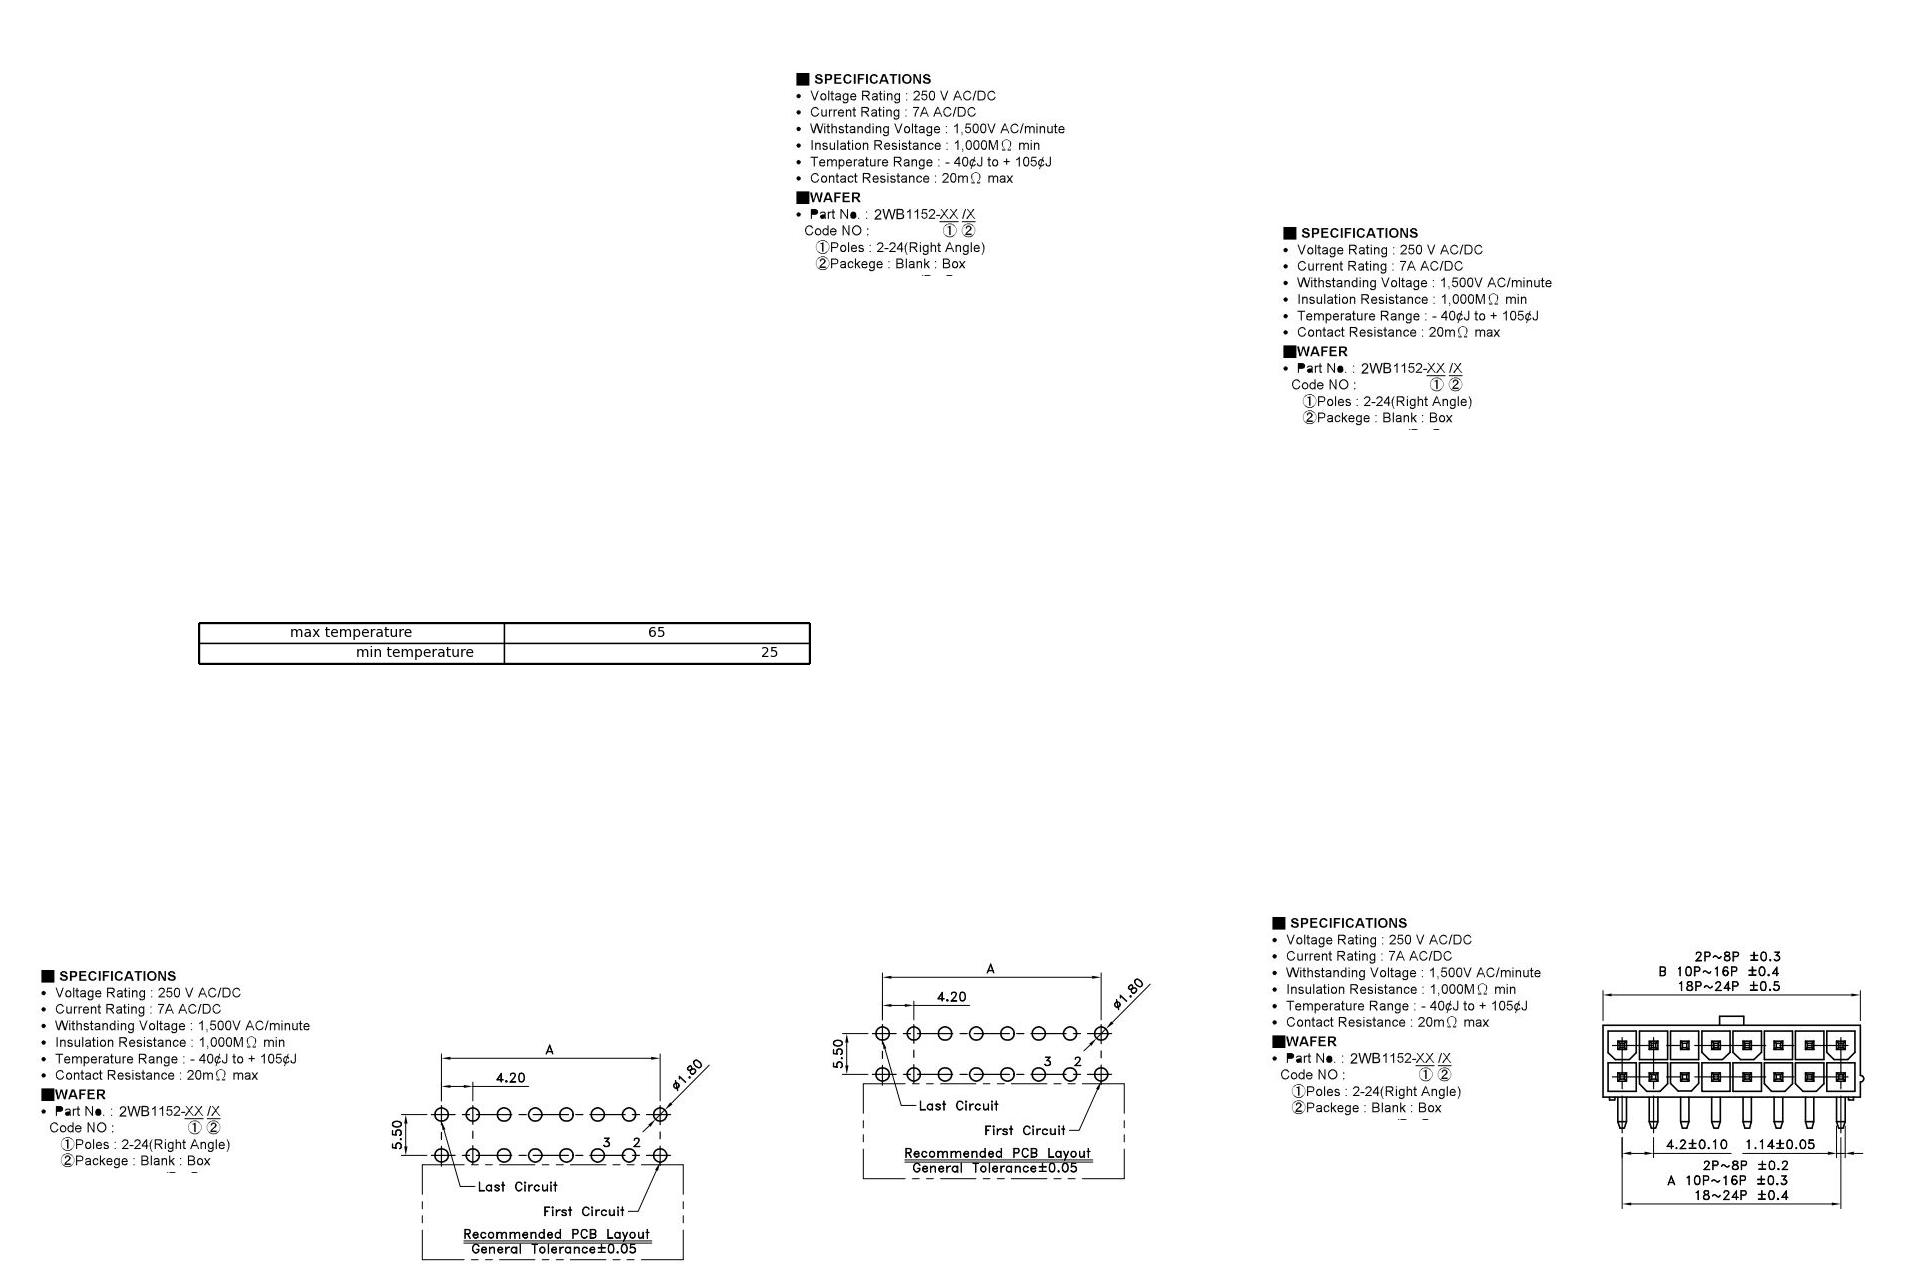 ■ SPECIFICATIONS
• Voltage Rating : 250 V AC/DC
• Current Rating : 7A AC/DC
• Withstanding Voltage : 1,500V AC/minute
• Insulation Resistance : 1,000MΩ min
• Temperature Range : - 40¢J to + 105¢J
• Contact Resistance : 20mΩ max
■WAFER
• Part No. : 2WB1152-XX /X
Code NO : ① ②
①Poles : 2-24(Right Angle)
②Packege : Blank : Box
■ SPECIFICATIONS
• Voltage Rating : 250 V AC/DC
• Current Rating : 7A AC/DC
• Withstanding Voltage : 1,500V AC/minute
• Insulation Resistance : 1,000MΩ min
• Temperature Range : - 40¢J to + 105¢J
• Contact Resistance : 20mΩ max
■WAFER
• Part No. : 2WB1152-XX /X
Code NO : ① ②
①Poles : 2-24(Right Angle)
②Packege : Blank : Box
max temperature 65
min temperature 25
■ SPECIFICATIONS
• Voltage Rating : 250 V AC/DC
• Current Rating : 7A AC/DC
• Withstanding Voltage : 1,500V AC/minute
• Insulation Resistance : 1,000MΩ min
• Temperature Range : - 40¢J to + 105¢J
• Contact Resistance : 20mΩ max
■WAFER
• Part No. : 2WB1152-XX /X
Code NO : ① ②
①Poles : 2-24(Right Angle)
②Packege : Blank : Box
A
4.20
ø1.80
5.50
3 2
Last Circuit
First Circuit
Recommended PCB Layout
General Tolerance±0.05
A
4.20
ø1.80
5.50
3 2
Last Circuit
First Circuit
Recommended PCB Layout
General Tolerance±0.05
■ SPECIFICATIONS
• Voltage Rating : 250 V AC/DC
• Current Rating : 7A AC/DC
• Withstanding Voltage : 1,500V AC/minute
• Insulation Resistance : 1,000MΩ min
• Temperature Range : - 40¢J to + 105¢J
• Contact Resistance : 20mΩ max
■WAFER
• Part No. : 2WB1152-XX /X
Code NO : ① ②
①Poles : 2-24(Right Angle)
②Packege : Blank : Box
2P~8P ±0.3
B 10P~16P ±0.4
18P~24P ±0.5
4.2±0.10 1.14±0.05
2P~8P ±0.2
A 10P~16P ±0.3
18~24P ±0.4